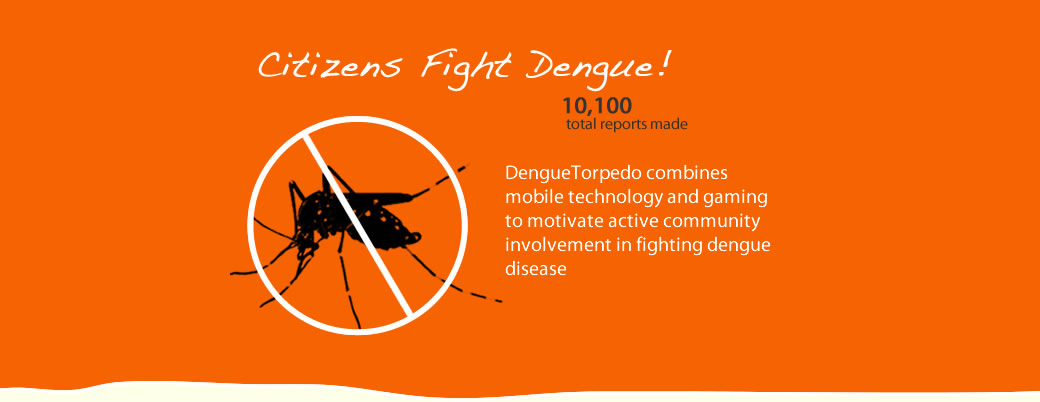 Citizens Fight Dengue!
10,100
total reports made
DengueTorpedo combines
mobile technology and gaming
to motivate active community
involvement in fighting dengue
disease